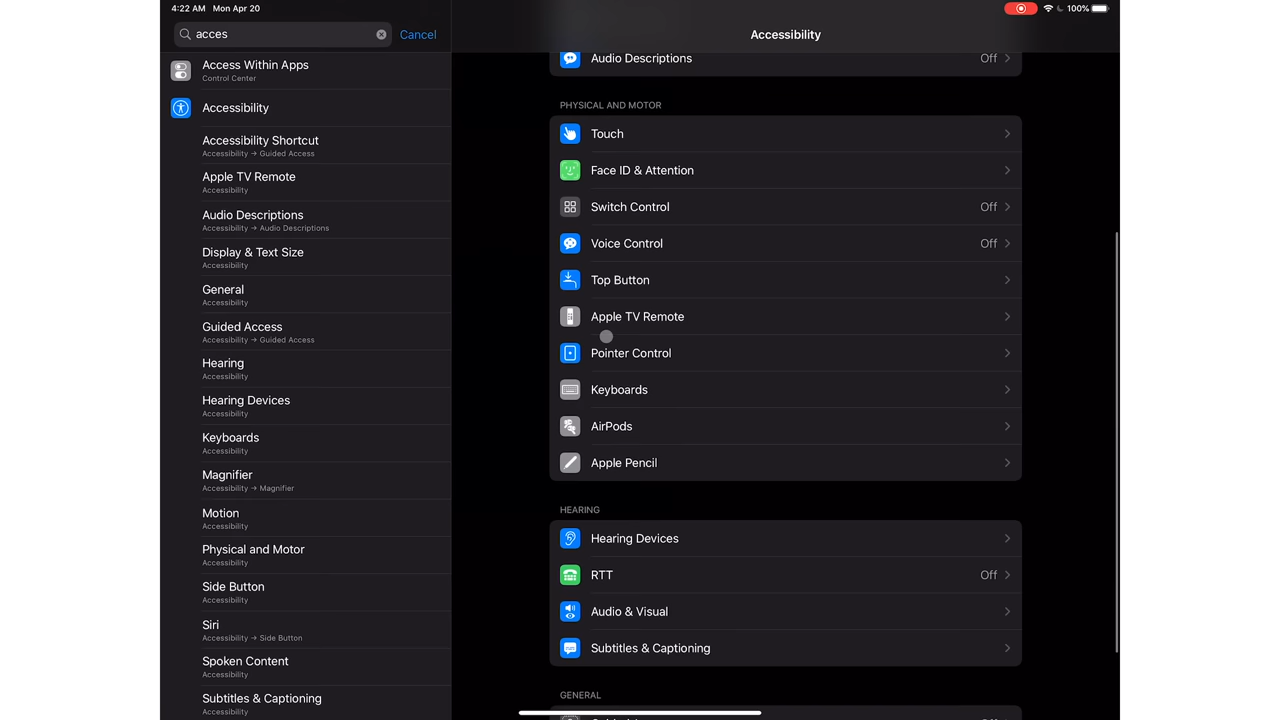 4:22 AM Mon Apr 20
100%
acces
Cancel
Access Within Apps
Control Center
Accessibility
Accessibility Shortcut
Accessibility → Guided Access
Apple TV Remote
Accessibility
Audio Descriptions
Accessibility → Audio Descriptions
Display & Text Size
Accessibility
General
Accessibility
Guided Access
Accessibility → Guided Access
Hearing
Accessibility
Hearing Devices
Accessibility
Keyboards
Accessibility
Magnifier
Accessibility → Magnifier
Motion
Accessibility
Physical and Motor
Accessibility
Side Button
Accessibility
Siri
Accessibility → Side Button
Spoken Content
Accessibility
Subtitles & Captioning
Accessibility
Accessibility
Audio Descriptions Off
PHYSICAL AND MOTOR
Touch
Face ID & Attention
Switch Control Off
Voice Control Off
Top Button
Apple TV Remote
Pointer Control
Keyboards
AirPods
Apple Pencil
HEARING
Hearing Devices
RTT Off
Audio & Visual
Subtitles & Captioning
GENERAL